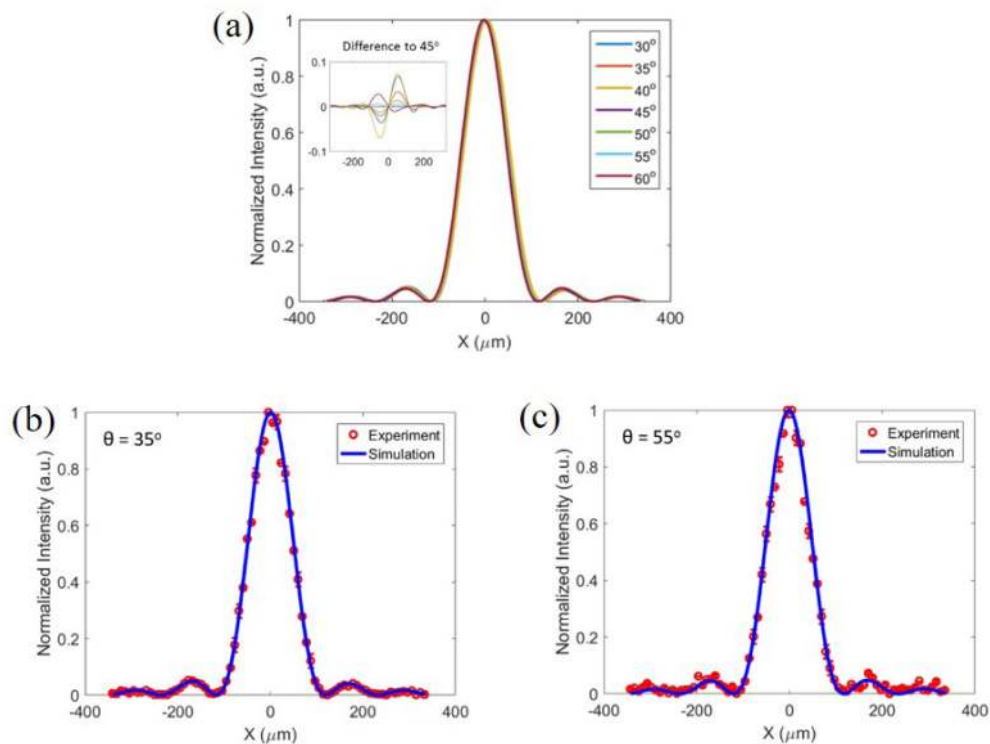 (a)
Difference to 45°
0.1
0
-0.1
-200 0 200
30°
35°
40°
45°
50°
55°
60°
1
0.8
0.6
0.4
0.2
0
Normalized Intensity (a.u.)
-400 -200 0 200 400
X (μm)
(b)
θ = 35°
Experiment
Simulation
1
0.8
0.6
0.4
0.2
0
Normalized Intensity (a.u.)
-400 -200 0 200 400
X (μm)
(c)
θ = 55°
Experiment
Simulation
1
0.8
0.6
0.4
0.2
0
Normalized Intensity (a.u.)
-400 -200 0 200 400
X (μm)